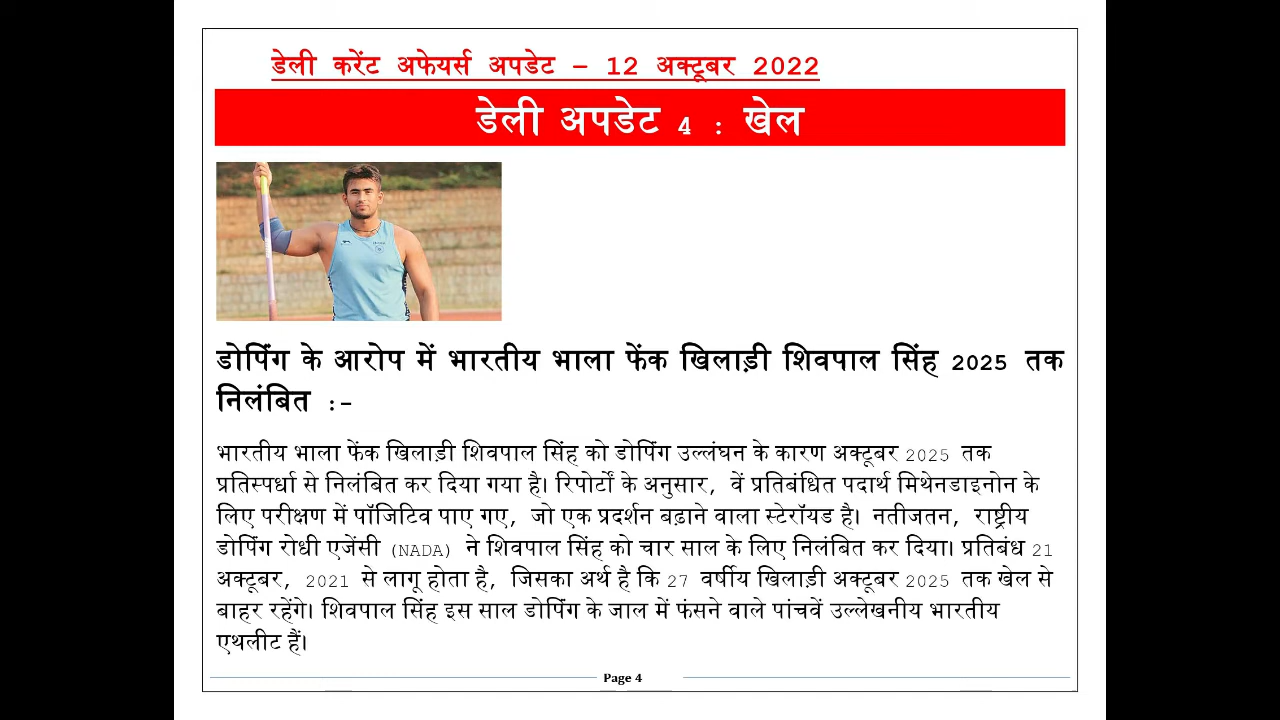 डेली करेंट अफेयर्स अपडेट – 12 अक्टूबर 2022
डेली अपडेट 4 : खेल
डोपिंग के आरोप में भारतीय भाला फेंक खिलाड़ी शिवपाल सिंह 2025 तक
निलंबित :-
भारतीय भाला फेंक खिलाड़ी शिवपाल सिंह को डोपिंग उल्लंघन के कारण अक्टूबर 2025 तक
प्रतिस्पर्धा से निलंबित कर दिया गया है। रिपोर्टों के अनुसार, वें प्रतिबंधित पदार्थ मिथेनडाइनोन के
लिए परीक्षण में पॉजिटिव पाए गए, जो एक प्रदर्शन बढ़ाने वाला स्टेरॉयड है। नतीजतन, राष्ट्रीय
डोपिंग रोधी एजेंसी (NADA) ने शिवपाल सिंह को चार साल के लिए निलंबित कर दिया। प्रतिबंध 21
अक्टूबर, 2021 से लागू होता है, जिसका अर्थ है कि 27 वर्षीय खिलाड़ी अक्टूबर 2025 तक खेल से
बाहर रहेंगे। शिवपाल सिंह इस साल डोपिंग के जाल में फंसने वाले पांचवें उल्लेखनीय भारतीय
एथलीट हैं।
Page 4